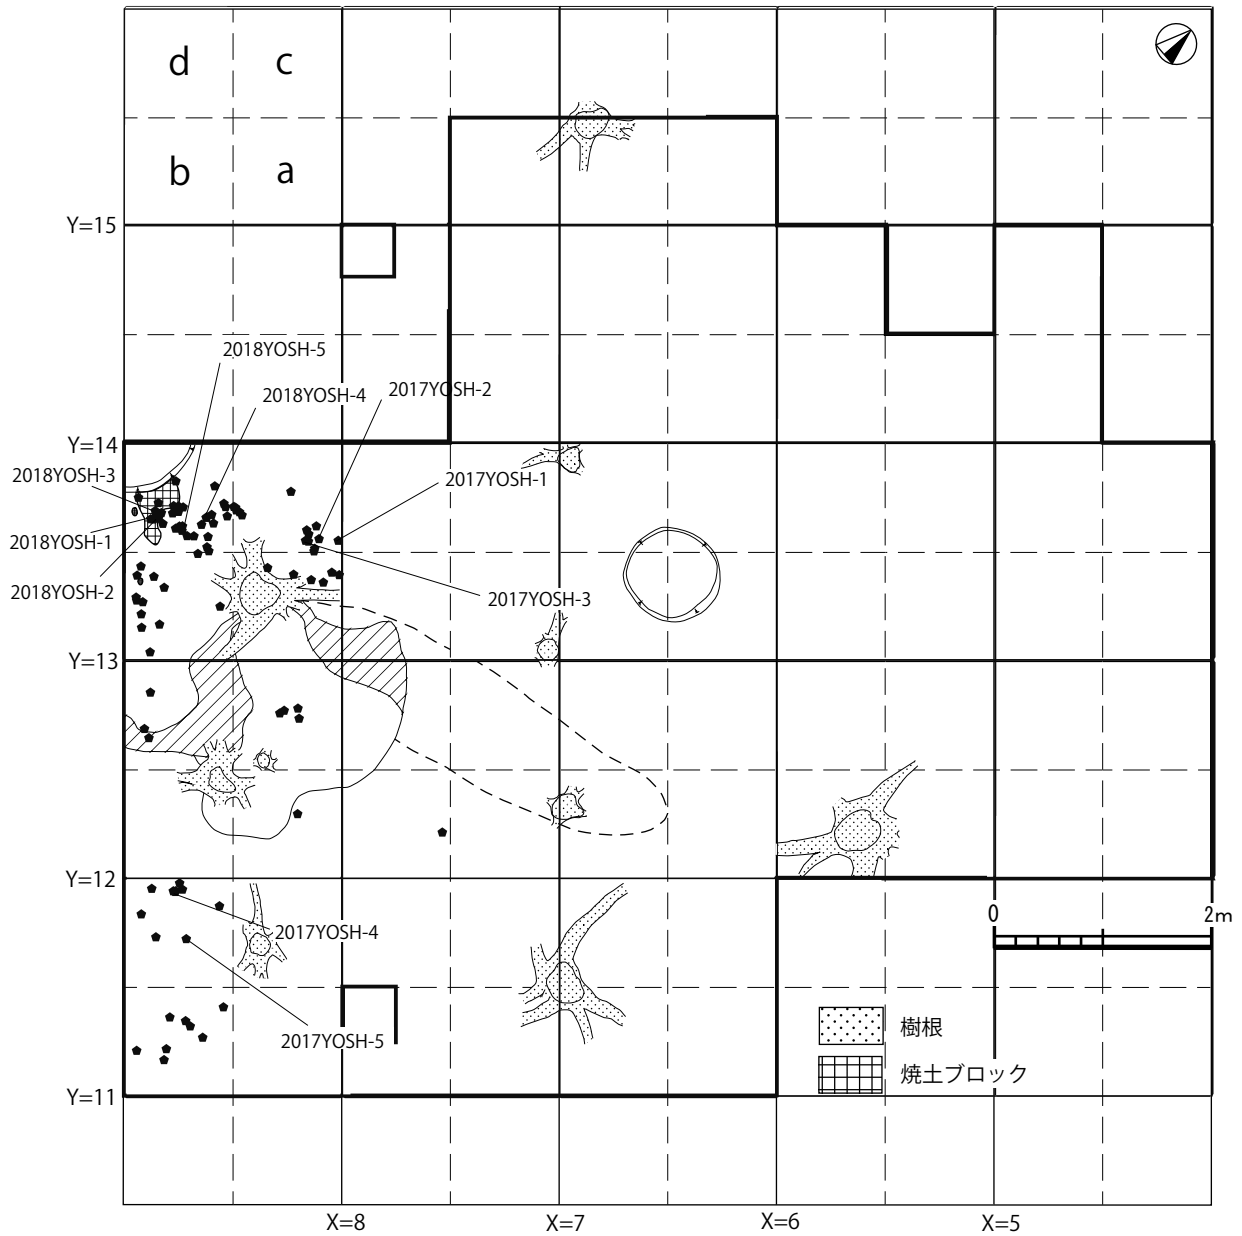 d c
b a
Y=15
2018YOSH-5
2018YOSH-4
2017YOSH-2
Y=14
2018YOSH-3
2017YOSH-1
2018YOSH-1
2018YOSH-2
2017YOSH-3
Y=13
Y=12
0 2m
2017YOSH-4
2017YOSH-5
樹根
焼土ブロック
Y=11
X=8 X=7 X=6 X=5